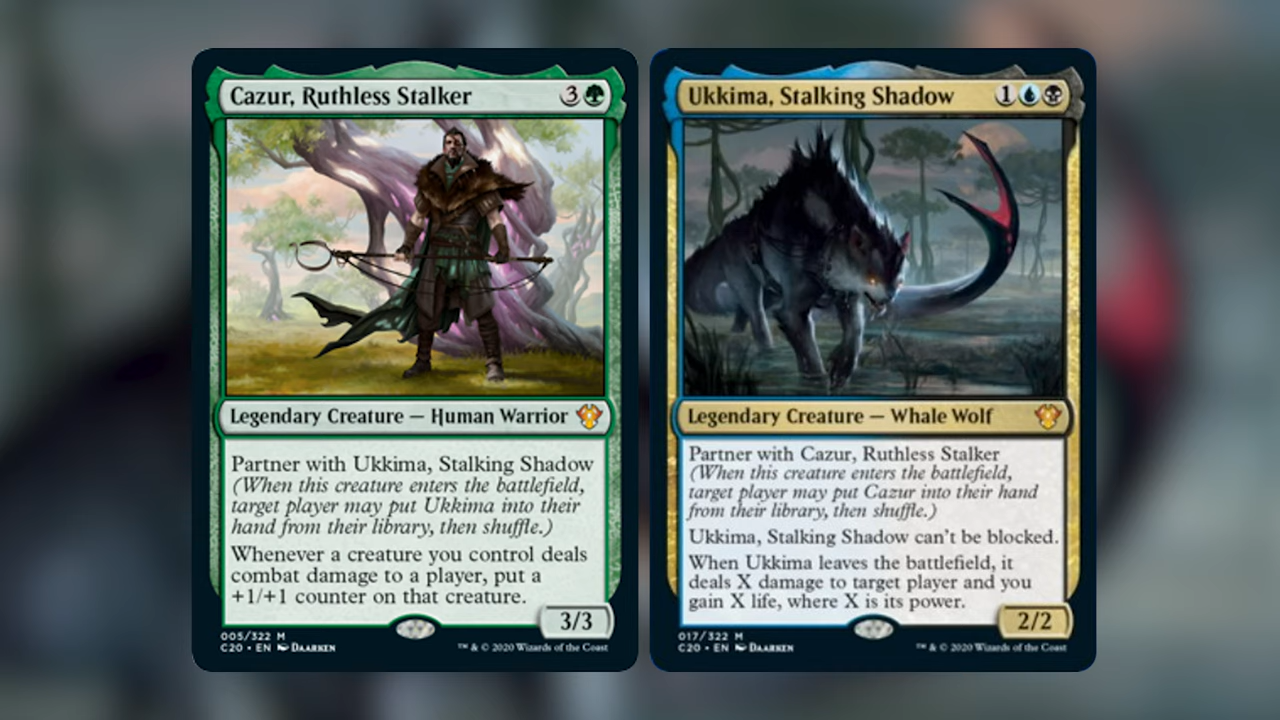 Cazur, Ruthless Stalker 3
Legendary Creature — Human Warrior
Partner with Ukkima, Stalking Shadow
(When this creature enters the battlefield,
target player may put Ukkima into their
hand from their library, then shuffle.)
Whenever a creature you control deals
combat damage to a player, put a
+1/+1 counter on that creature.
3/3
005/322 M
C20 • EN DAARKEN
™ & © 2020 Wizards of the Coast
Ukkima, Stalking Shadow 1
Legendary Creature — Whale Wolf
Partner with Cazur, Ruthless Stalker
(When this creature enters the battlefield,
target player may put Cazur into their hand
from their library, then shuffle.)
Ukkima, Stalking Shadow can't be blocked.
When Ukkima leaves the battlefield, it
deals X damage to target player and you
gain X life, where X is its power.
2/2
017/322 M
C20 • EN DAARKEN
™ & © 2020 Wizards of the Coast